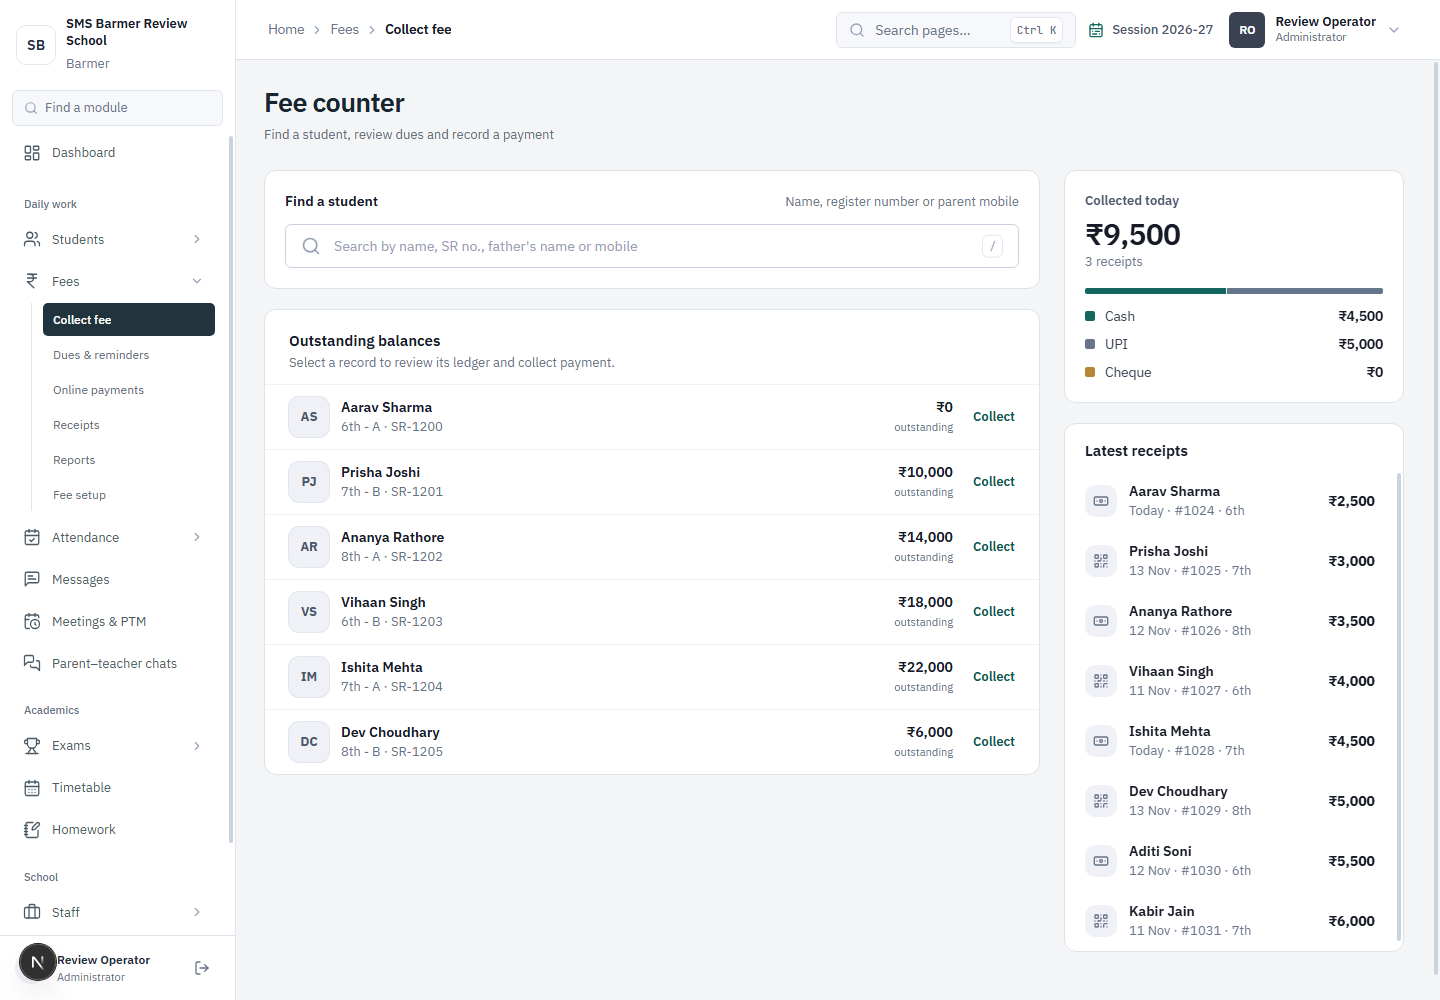 SB
SMS Barmer Review
School
Barmer
Find a module
Dashboard
Daily work
Students
Fees
Collect fee
Dues & reminders
Online payments
Receipts
Reports
Fee setup
Attendance
Messages
Meetings & PTM
Parent–teacher chats
Academics
Exams
Timetable
Homework
School
Staff
N
Review Operator
Administrator
Home
Fees
Collect fee
Search pages...
Ctrl K
Session 2026-27
RO
Review Operator
Administrator
Fee counter
Find a student, review dues and record a payment
Find a student
Name, register number or parent mobile
Search by name, SR no., father's name or mobile
/
Outstanding balances
Select a record to review its ledger and collect payment.
AS
Aarav Sharma
6th - A · SR-1200
₹0
outstanding
Collect
PJ
Prisha Joshi
7th - B · SR-1201
₹10,000
outstanding
Collect
AR
Ananya Rathore
8th - A · SR-1202
₹14,000
outstanding
Collect
VS
Vihaan Singh
6th - B · SR-1203
₹18,000
outstanding
Collect
IM
Ishita Mehta
7th - A · SR-1204
₹22,000
outstanding
Collect
DC
Dev Choudhary
8th - B · SR-1205
₹6,000
outstanding
Collect
Collected today
₹9,500
3 receipts
Cash ₹4,500
UPI ₹5,000
Cheque ₹0
Latest receipts
Aarav Sharma
Today · #1024 · 6th
₹2,500
Prisha Joshi
13 Nov · #1025 · 7th
₹3,000
Ananya Rathore
12 Nov · #1026 · 8th
₹3,500
Vihaan Singh
11 Nov · #1027 · 6th
₹4,000
Ishita Mehta
Today · #1028 · 7th
₹4,500
Dev Choudhary
13 Nov · #1029 · 8th
₹5,000
Aditi Soni
12 Nov · #1030 · 6th
₹5,500
Kabir Jain
11 Nov · #1031 · 7th
₹6,000